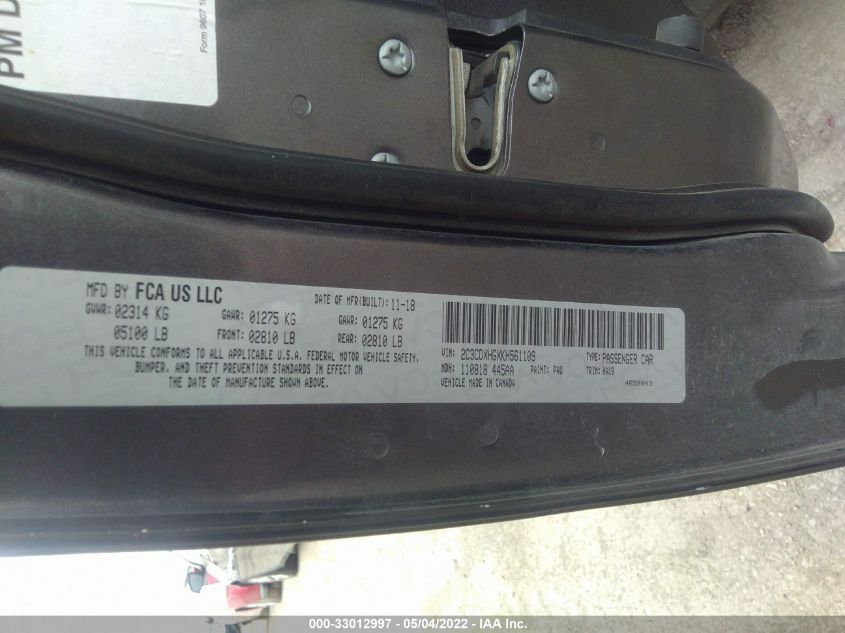 PM D
Form 9607 1
MFD BY FCA US LLC
DATE OF MFR(BUILT): 11-18
GVWR: 02314 KG
GAWR: 01275 KG
GAWR: 01275 KG
05100 LB
FRONT: 02810 LB
REAR: 02810 LB
THIS VEHICLE CONFORMS TO ALL APPLICABLE U.S.A. FEDERAL MOTOR VEHICLE SAFETY,
BUMPER, AND THEFT PREVENTION STANDARDS IN EFFECT ON
THE DATE OF MANUFACTURE SHOWN ABOVE.
VIN: 2C3CDXHGXKH561109
TYPE: PASSENGER CAR
MDH: 110818 445AA
PAINT: PAU
TRIM: HAX9
VEHICLE MADE IN CANADA
4658943
000-33012997 - 05/04/2022 - IAA Inc.